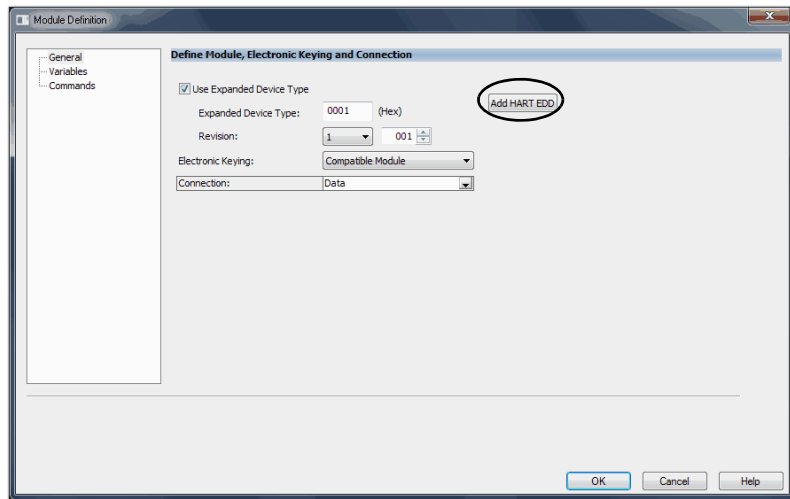 Module Definition
General
Variables
Commands
Define Module, Electronic Keying and Connection
Use Expanded Device Type
Expanded Device Type: 0001 (Hex)
Add HART EDD
Revision: 1 001
Electronic Keying: Compatible Module
Connection: Data
OK Cancel Help